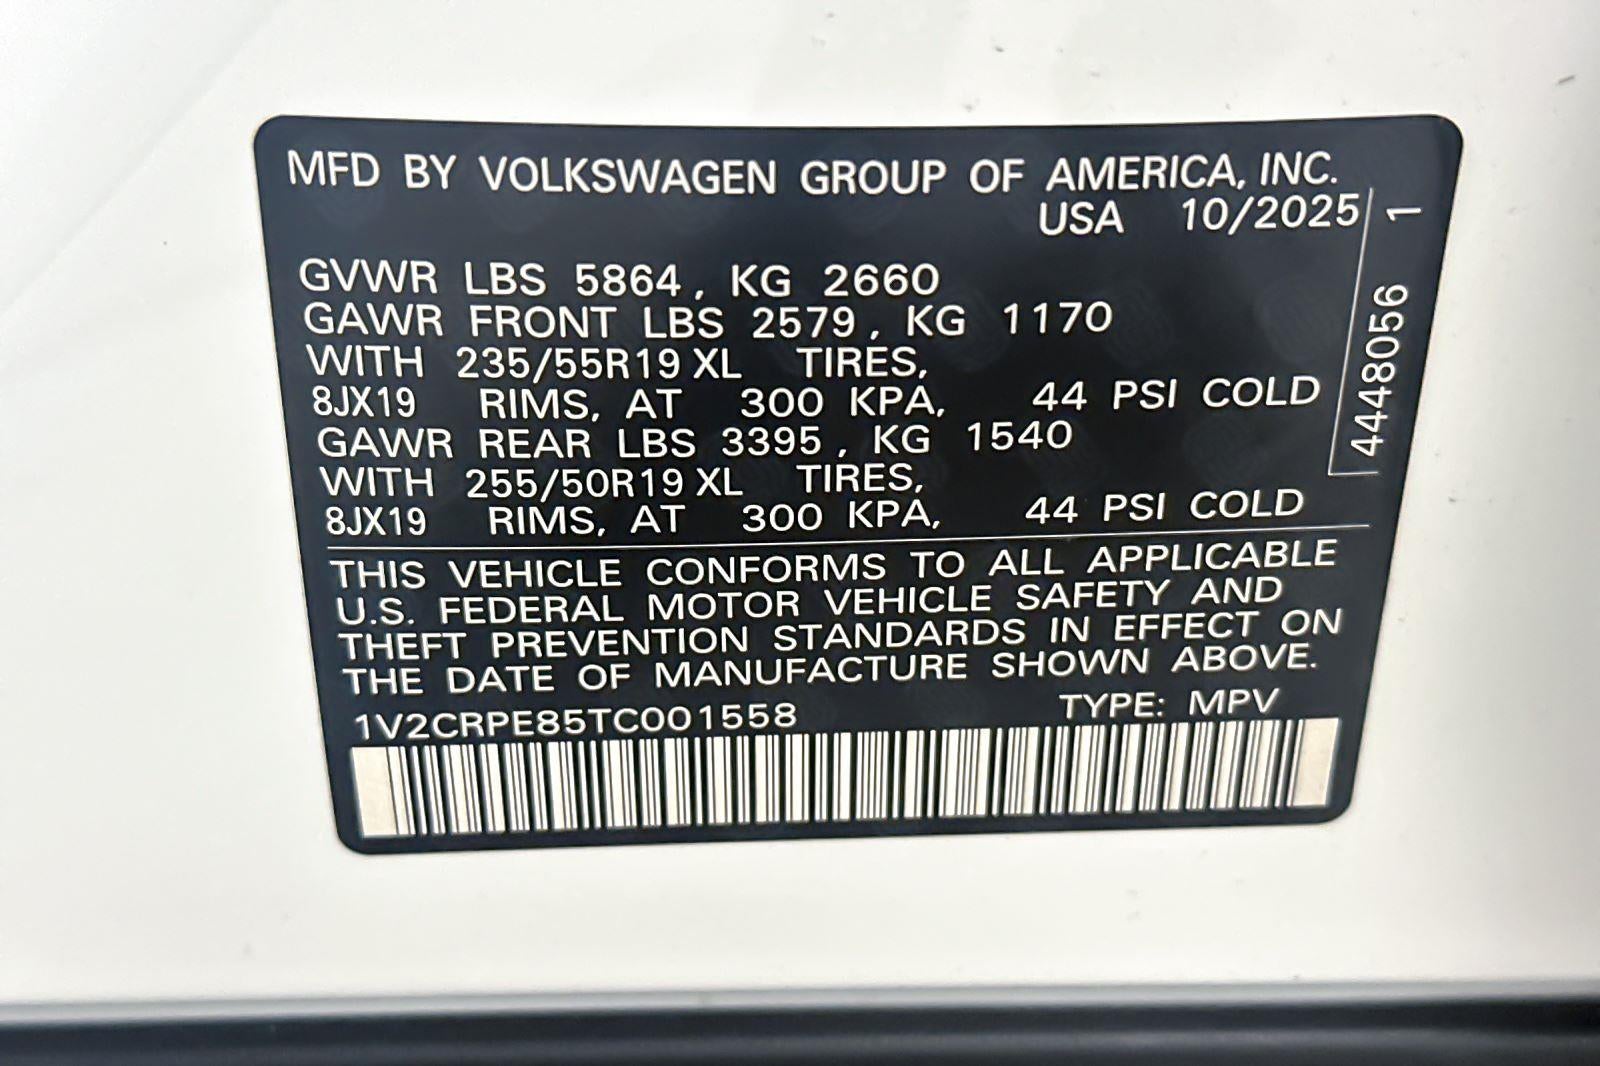 MFD BY VOLKSWAGEN GROUP OF AMERICA, INC.
USA 10/2025
GVWR LBS 5864, KG 2660
GAWR FRONT LBS 2579, KG 1170
WITH 235/55R19 XL TIRES,
8JX19 RIMS, AT 300 KPA, 44 PSI COLD
GAWR REAR LBS 3395, KG 1540
WITH 255/50R19 XL TIRES,
8JX19 RIMS, AT 300 KPA, 44 PSI COLD
4448056 1
THIS VEHICLE CONFORMS TO ALL APPLICABLE
U.S. FEDERAL MOTOR VEHICLE SAFETY AND
THEFT PREVENTION STANDARDS IN EFFECT ON
THE DATE OF MANUFACTURE SHOWN ABOVE.
1V2CRPE85TC001558 TYPE: MPV